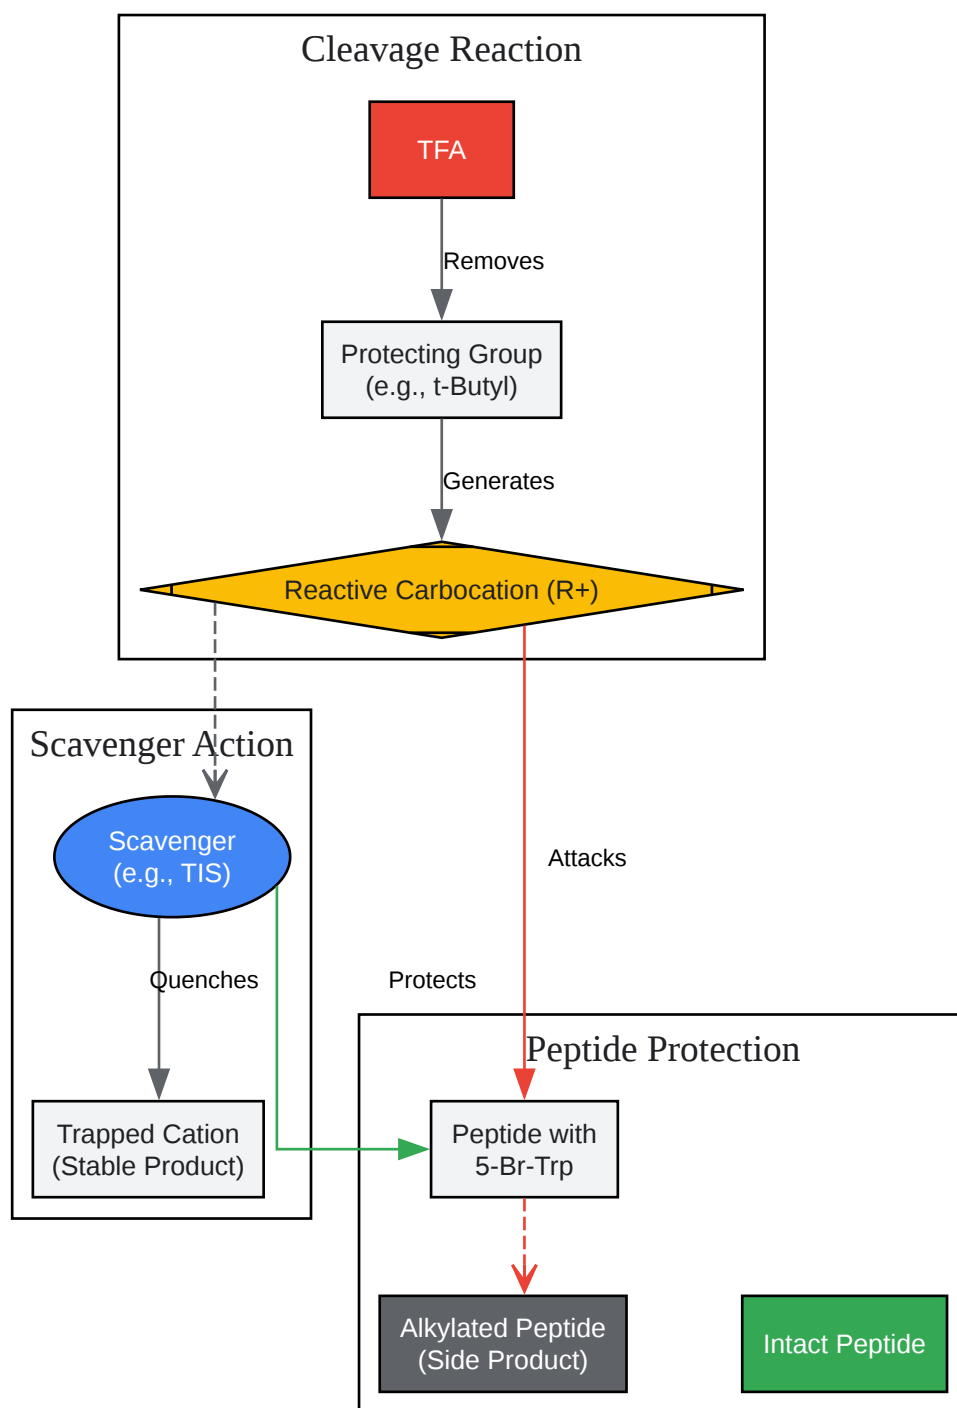 Cleavage Reaction
TFA
Removes
Protecting Group
(e.g., t-Butyl)
Generates
Reactive Carbocation (R+)
Scavenger Action
Scavenger
(e.g., TIS)
Attacks
Quenches
Protects
Peptide Protection
Trapped Cation
(Stable Product)
Peptide with
5-Br-Trp
Alkylated Peptide
(Side Product)
Intact Peptide